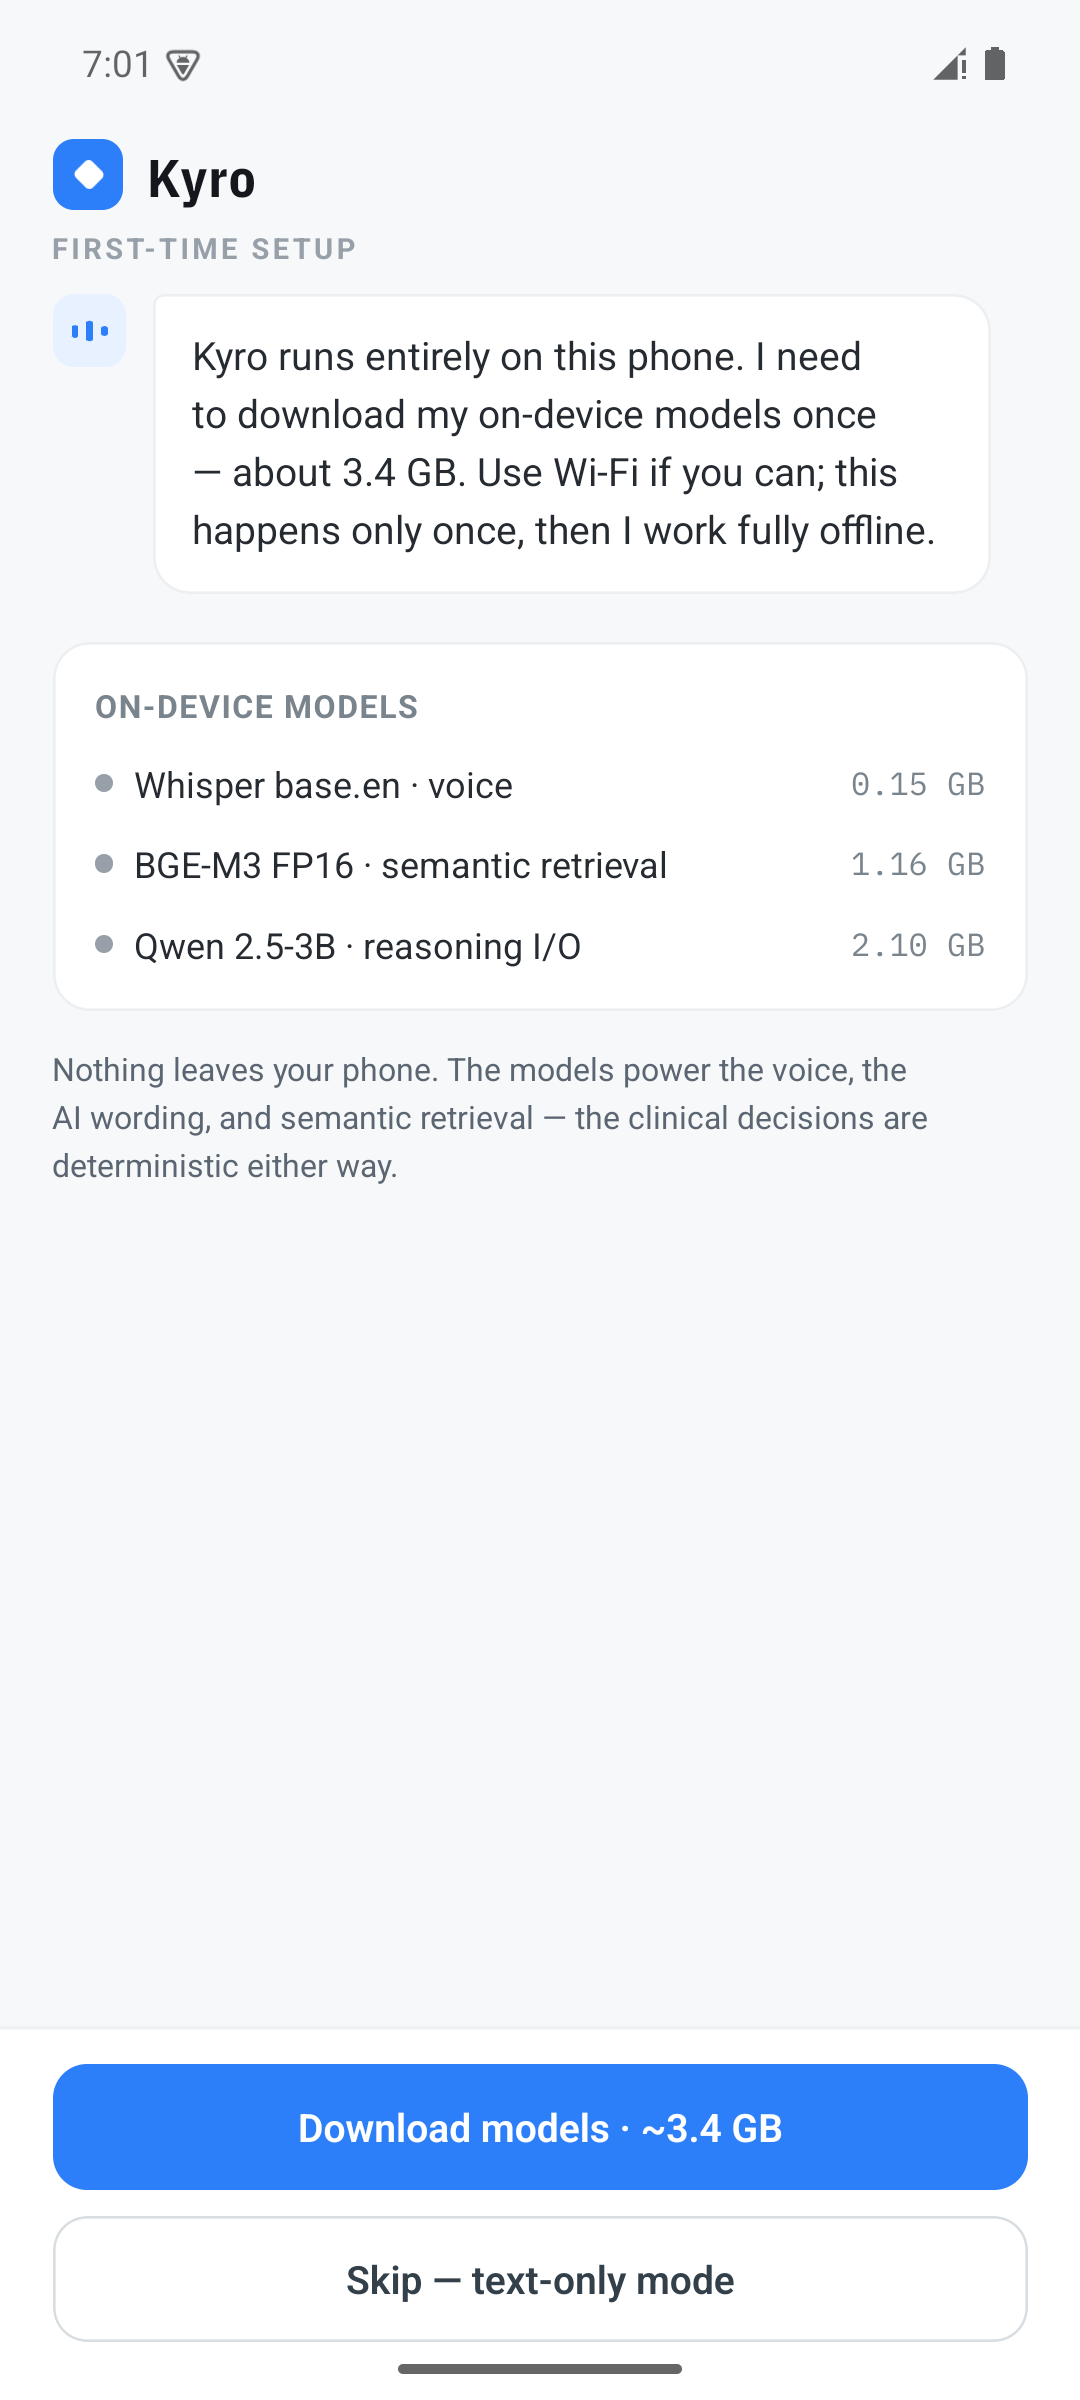 7:01
Kyro
FIRST-TIME SETUP
Kyro runs entirely on this phone. I need
to download my on-device models once
— about 3.4 GB. Use Wi-Fi if you can; this
happens only once, then I work fully offline.
ON-DEVICE MODELS
Whisper base.en · voice 0.15 GB
BGE-M3 FP16 · semantic retrieval 1.16 GB
Qwen 2.5-3B · reasoning I/O 2.10 GB
Nothing leaves your phone. The models power the voice, the
AI wording, and semantic retrieval — the clinical decisions are
deterministic either way.
Download models · ~3.4 GB
Skip — text-only mode